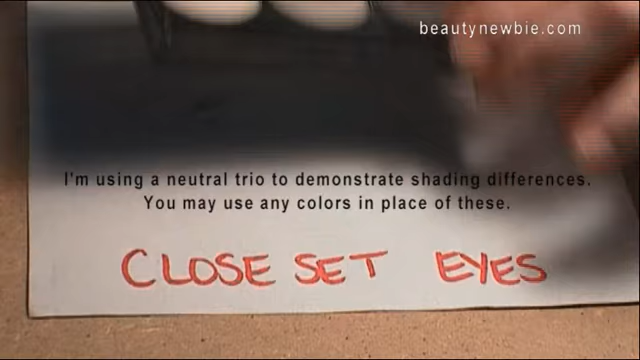 beautynewbie.com
I'm using a neutral trio to demonstrate shading differences.
You may use any colors in place of these.
CLOSE SET EYES